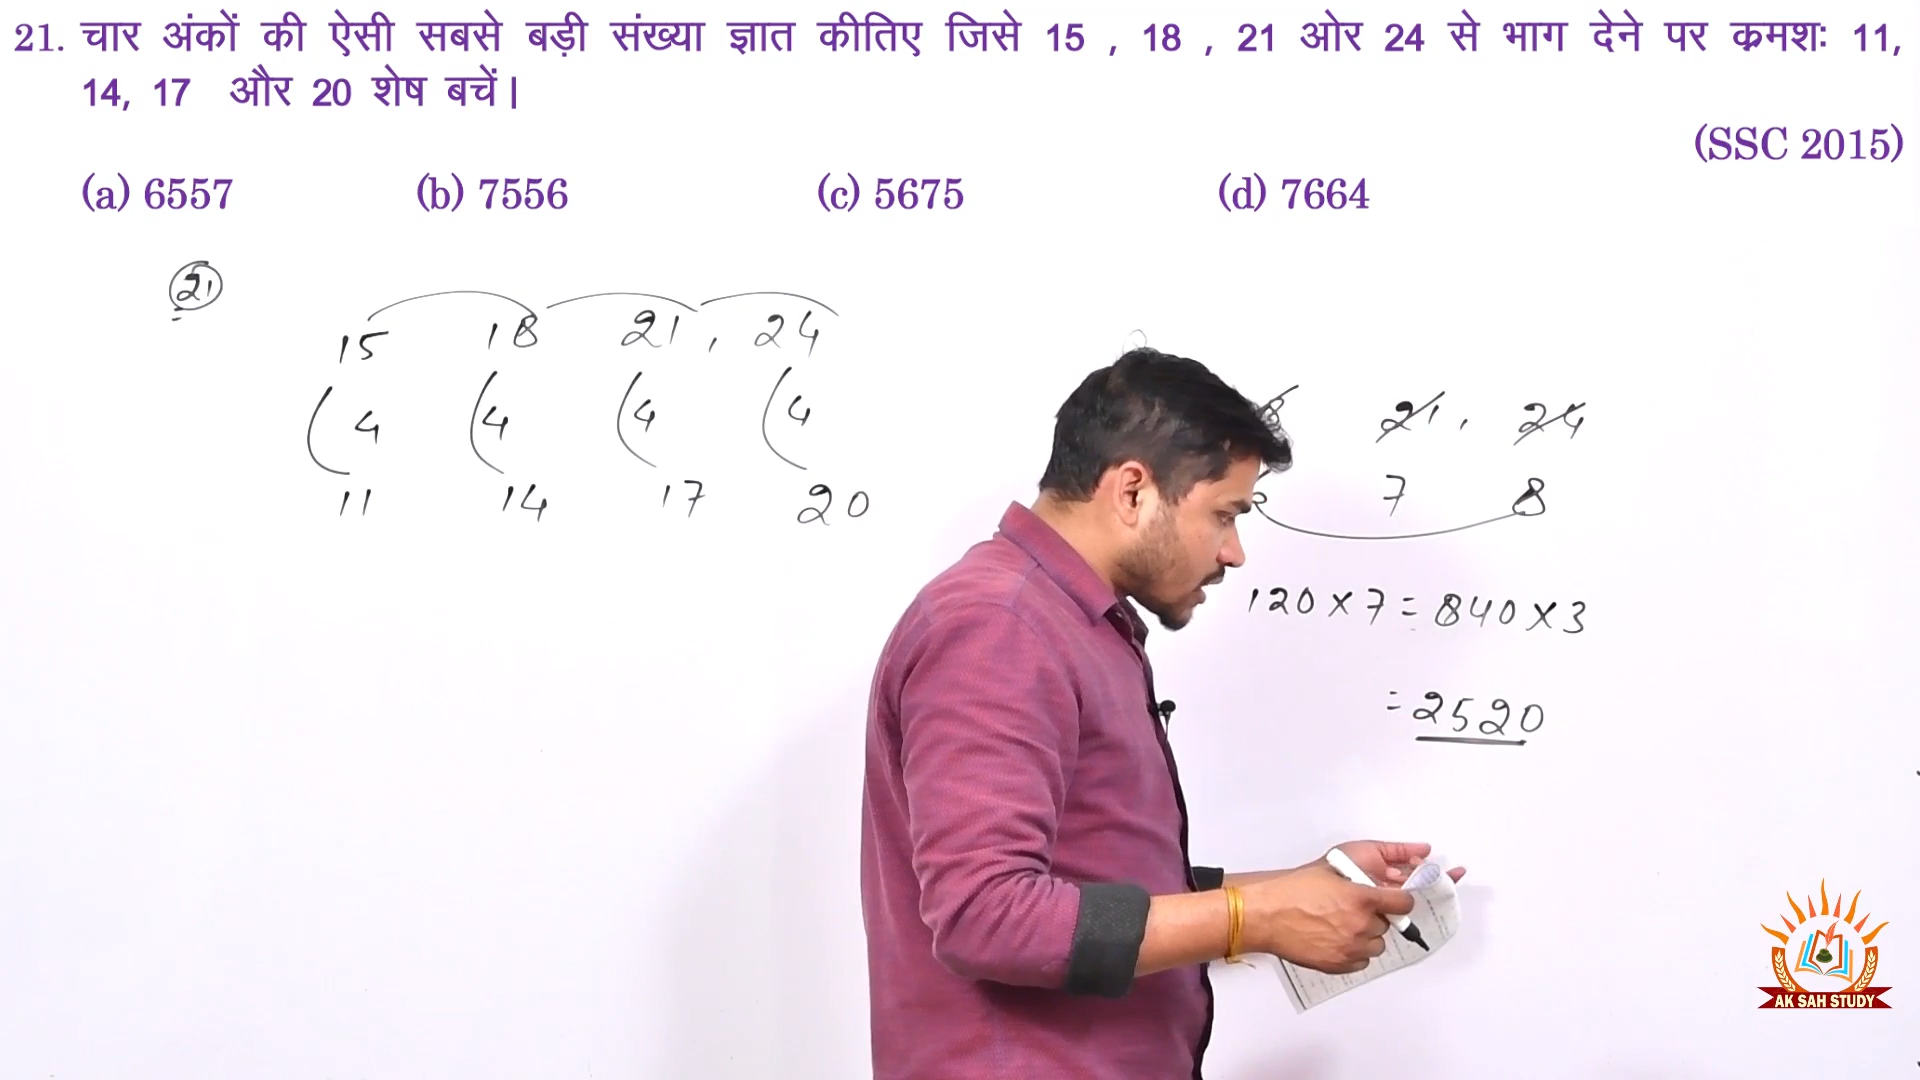 21. चार अंकों की ऐसी सबसे बड़ी संख्या ज्ञात कीतिए जिसे 15 , 18 , 21 ओर 24 से भाग देने पर क्रमशः 11,
14, 17 और 20 शेष बचें।
(SSC 2015)
(a) 6557 (b) 7556 (c) 5675 (d) 7664
21
15 18 21, 24
4 4 4 4
11 14 17 20
21, 24
7 8
120 × 7 = 840 × 3
= 2520
AK SAH STUDY